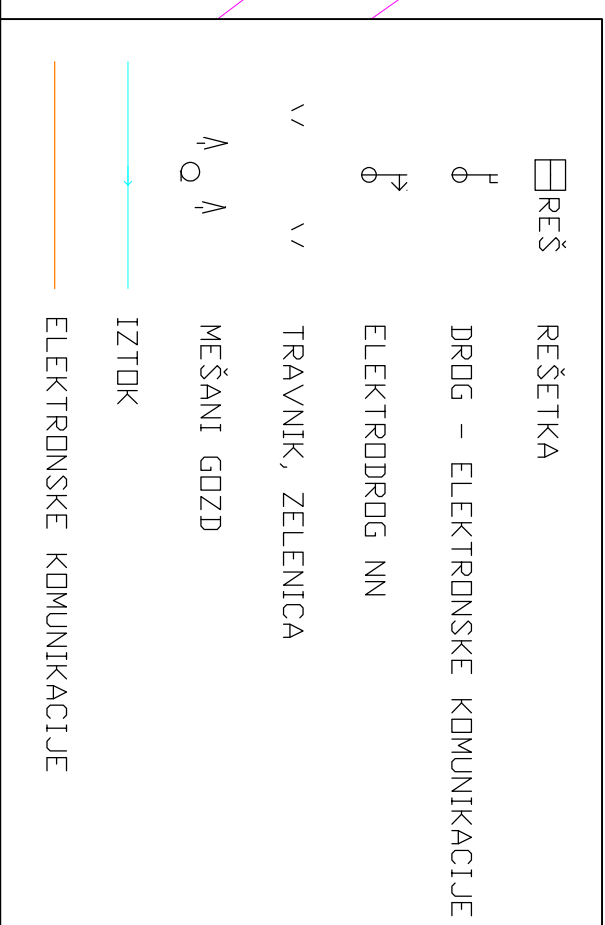 REŠ REŠETKA
DROG - ELEKTRONSKE KOMUNIKACIJE
ELEKTRODROG NN
TRAVNIK, ZELENICA
MEŠANI GOZD
IZTOK
ELEKTRONSKE KOMUNIKACIJE